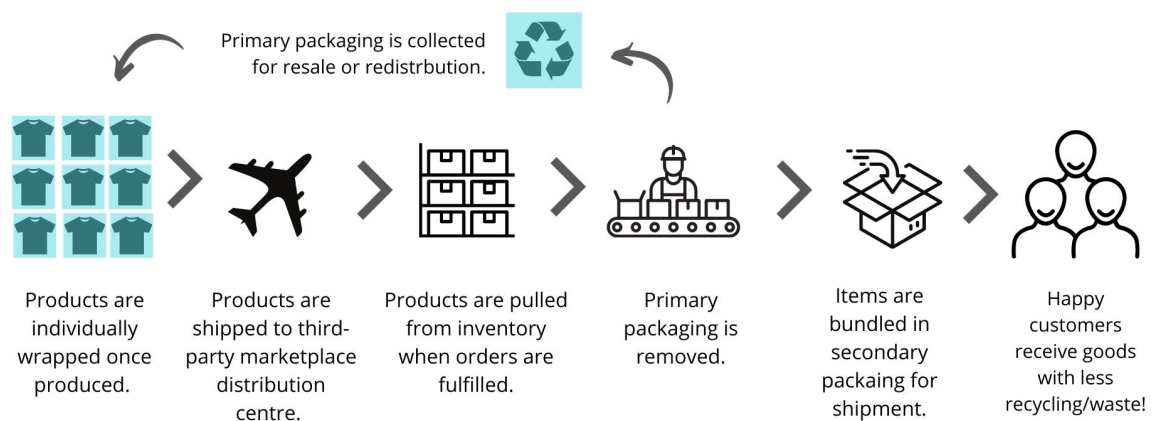 Primary packaging is collected
for resale or redistrbution.
Products are
individually
wrapped once
produced.
Products are
shipped to third-
party marketplace
distribution
centre.
Products are pulled
from inventory
when orders are
fulfilled.
Primary
packaging is
removed.
Items are
bundled in
secondary
packaing for
shipment.
Happy
customers
receive goods
with less
recycling/waste!